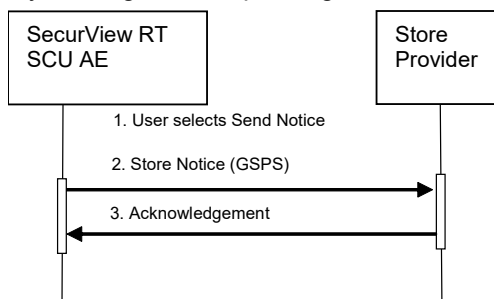 SecurView RT
SCU AE
Store
Provider
1. User selects Send Notice
2. Store Notice (GSPS)
3. Acknowledgement